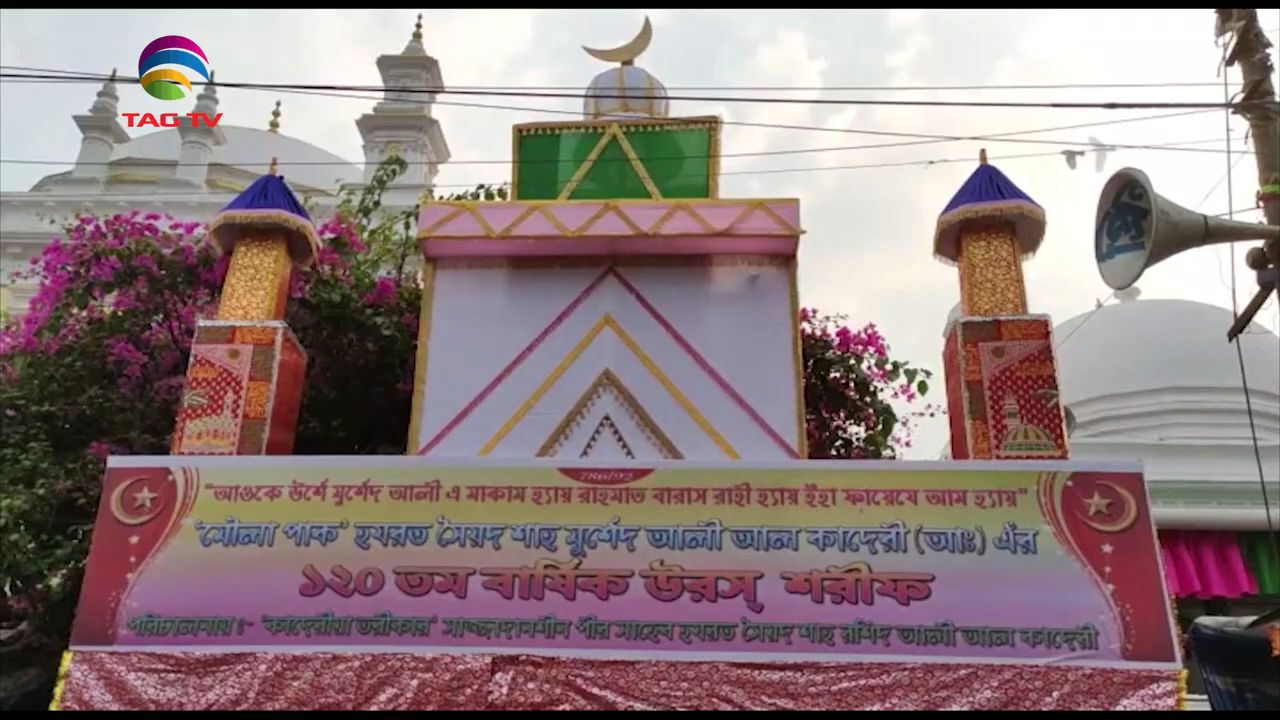 TAG TV
786/92
"আওকে উর্শে মুর্শেদ আলী এ মাকাম হ্যায় রাহমাত বারাস রাহী হ্যায় ইঁহা ফায়েযে আম হ্যায়"
'মৌলা পাক' হযরত সৈয়দ শাহ মুর্শেদ আলী আল কাদেরী (আঃ) এঁর
১২০ তম বার্ষিক উরস্ শরীফ
পরিচালনায় :- 'কাদেরীয়া তরীকার' সাজ্জাদানশীন পীর সাহেব হযরত সৈয়দ শাহ রশিদ আলী আল কাদেরী